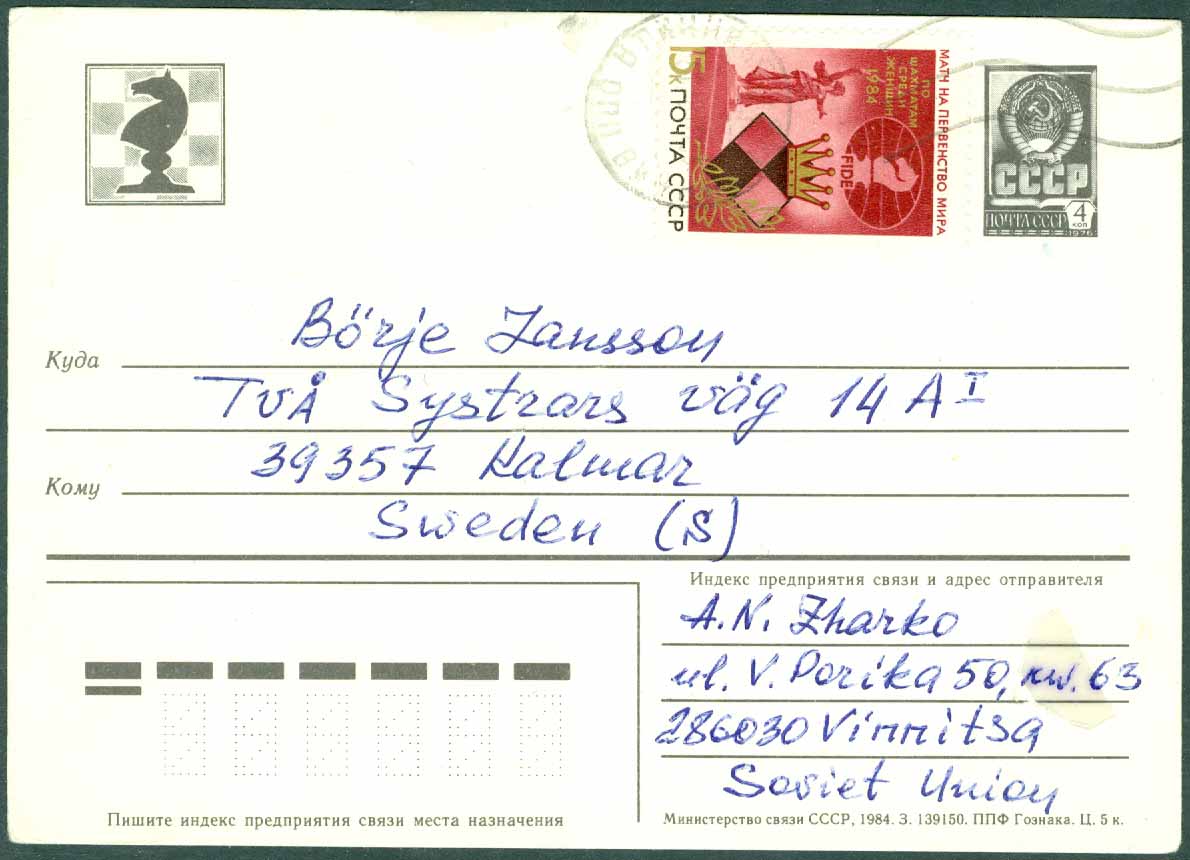 15к ПОЧТА СССР
МАТЧ НА ПЕРВЕНСТВО МИРА
ПО
ШАХМАТАМ
СРЕДИ
ЖЕНЩИН
1984
FIDE
СССР
ПОЧТА СССР
4
КОП
1976
Börje Jansson
Куда
TVÅ Systrars väg 14 A I
39357 Kalmar
Кому
Sweden (S)
Индекс предприятия связи и адрес отправителя
A.N. Zharko
ul. V. Porika 50, kw. 63
286030 Vinnitsa
Soviet Union
Пишите индекс предприятия связи места назначения
Министерство связи СССР, 1984. З. 139150. ППФ Гознака. Ц. 5 к.